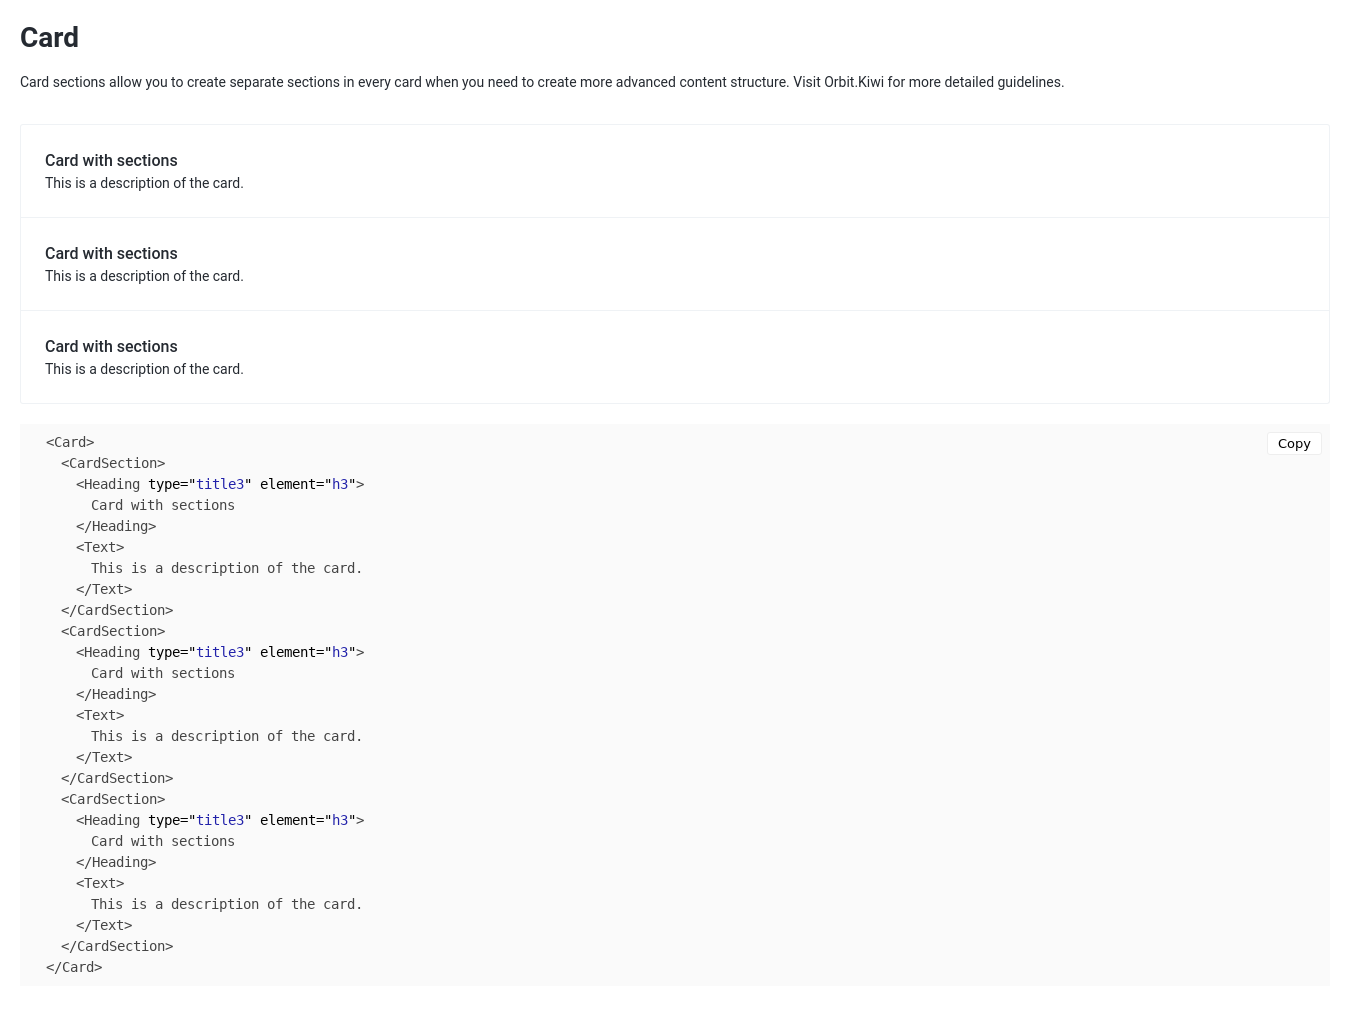 Card
Card sections allow you to create separate sections in every card when you need to create more advanced content structure. Visit Orbit.Kiwi for more detailed guidelines.
Card with sections
This is a description of the card.
Card with sections
This is a description of the card.
Card with sections
This is a description of the card.
Copy
<Card>
  <CardSection>
    <Heading type="title3" element="h3">
      Card with sections
    </Heading>
    <Text>
      This is a description of the card.
    </Text>
  </CardSection>
  <CardSection>
    <Heading type="title3" element="h3">
      Card with sections
    </Heading>
    <Text>
      This is a description of the card.
    </Text>
  </CardSection>
  <CardSection>
    <Heading type="title3" element="h3">
      Card with sections
    </Heading>
    <Text>
      This is a description of the card.
    </Text>
  </CardSection>
</Card>